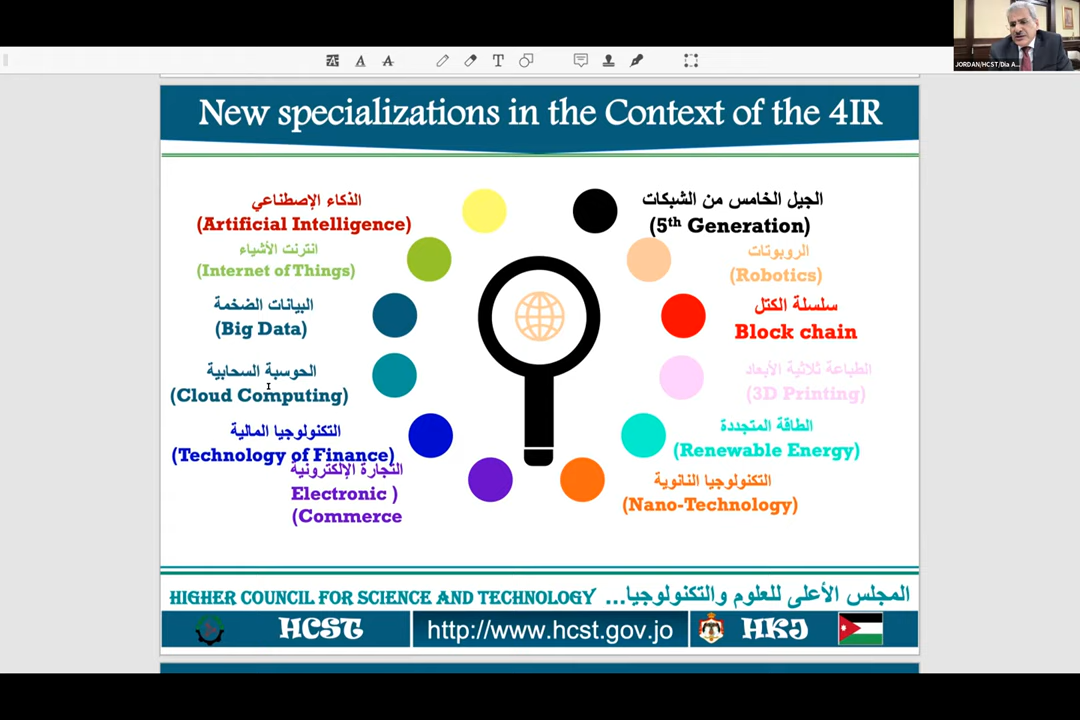 JORDAN/HCST/Dia A...
New specializations in the Context of the 4IR
الذكاء الإصطناعي
(Artificial Intelligence)
انترنت الأشياء
(Internet of Things)
البيانات الضخمة
(Big Data)
الحوسبة السحابية
(Cloud Computing)
التكنولوجيا المالية
(Technology of Finance)
التجارة الإلكترونية
Electronic )
(Commerce
الجيل الخامس من الشبكات
(5th Generation)
الروبوتات
(Robotics)
سلسلة الكتل
Block chain
الطباعة ثلاثية الأبعاد
(3D Printing)
الطاقة المتجددة
(Renewable Energy)
التكنولوجيا النانوية
(Nano-Technology)
HIGHER COUNCIL FOR SCIENCE AND TECHNOLOGY المجلس الأعلى للعلوم والتكنولوجيا...
HCST http://www.hcst.gov.jo HKJ